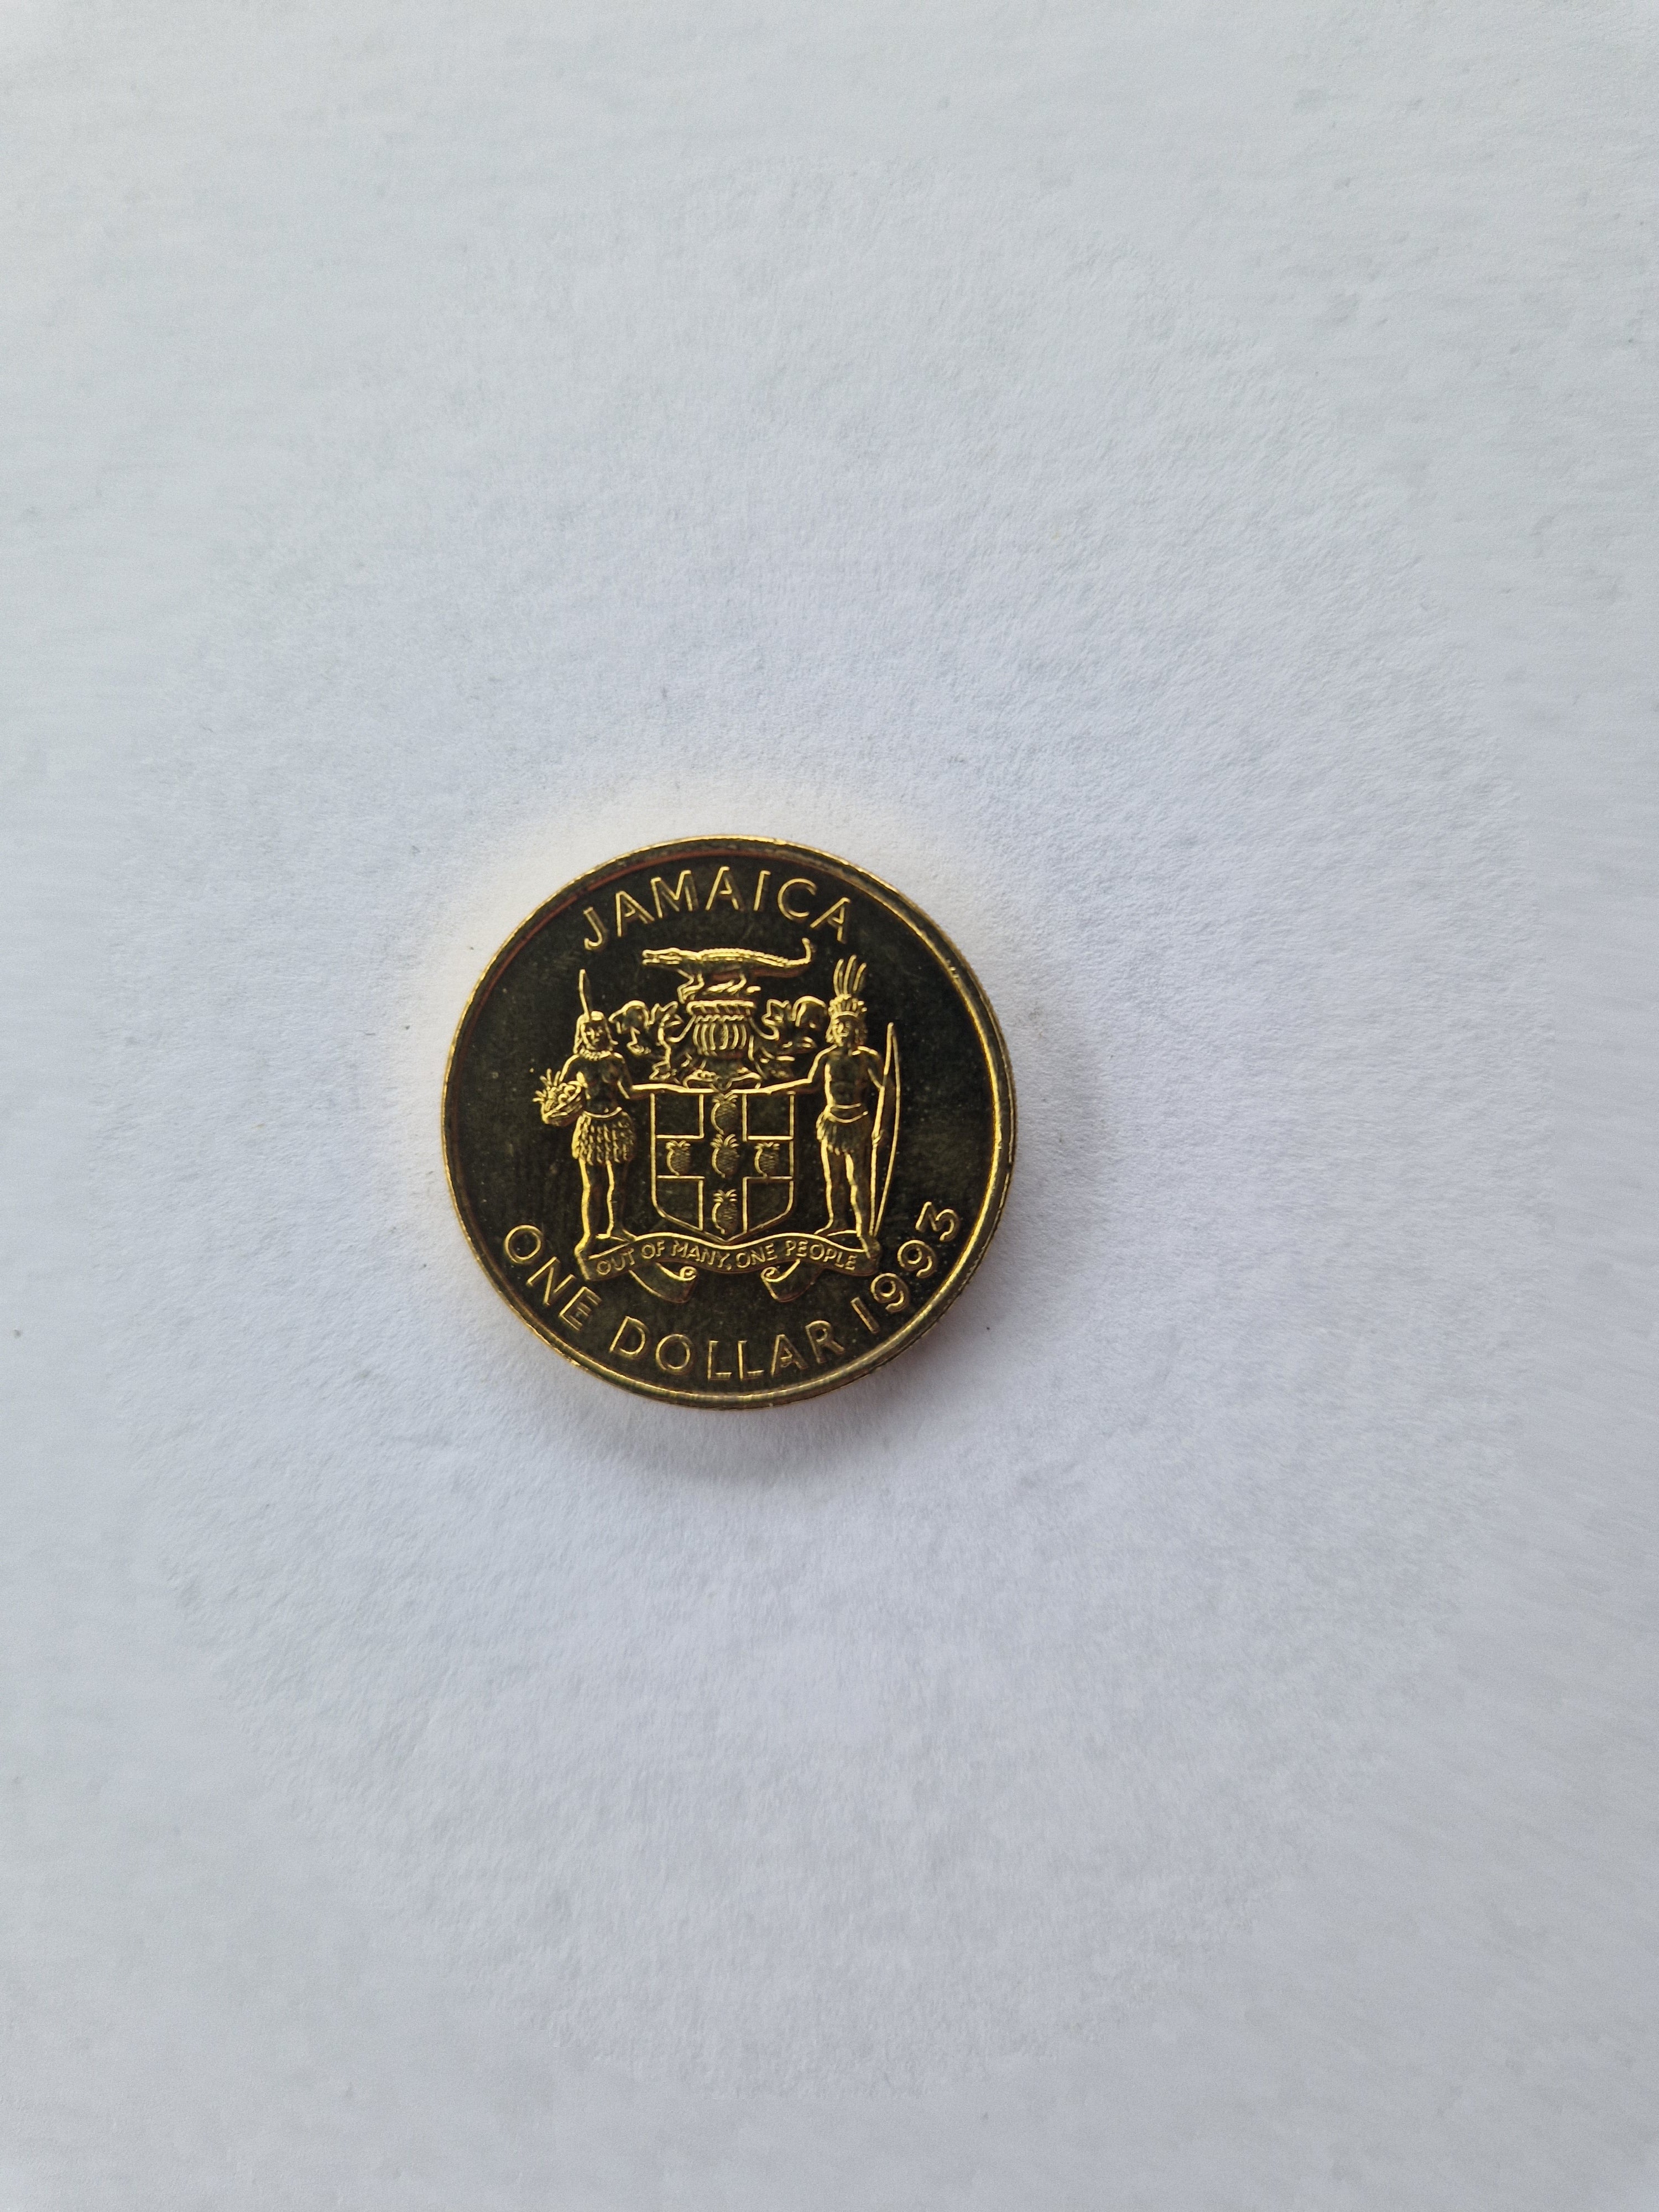 JAMAICA
OUT OF MANY, ONE PEOPLE
ONE DOLLAR 1993